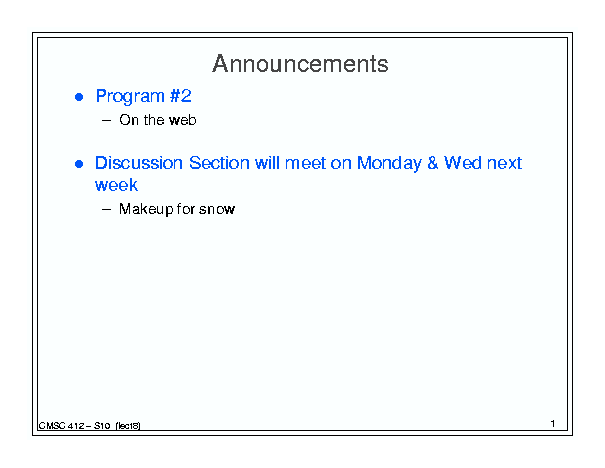 Announcements
● Program #2
– On the web
● Discussion Section will meet on Monday & Wed next
week
– Makeup for snow
CMSC 412 – S10 (lect8)
1